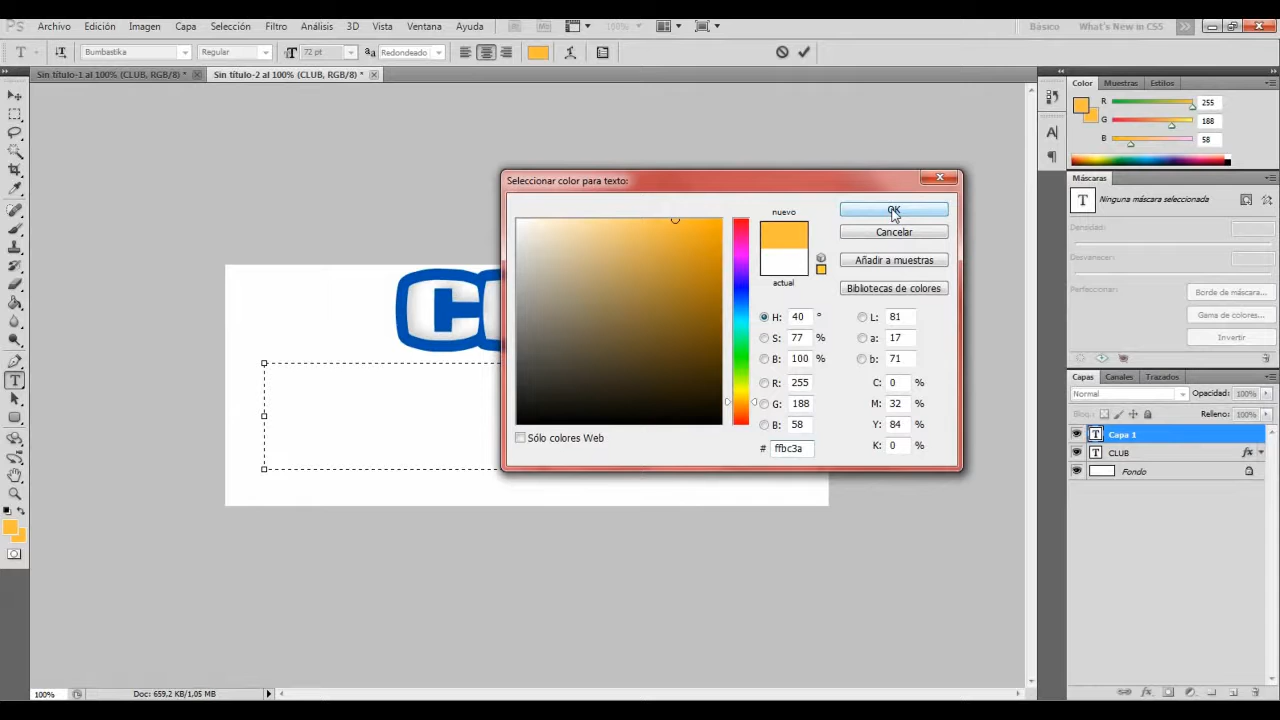 Ps Archivo Edición Imagen Capa Selección Filtro Análisis 3D Vista Ventana Ayuda 100% Básico What's New in CS5
T Bumbastika Regular 72 pt Redondeado
Sin título-1 al 100% (CLUB, RGB/8) * Sin título-2 al 100% (CLUB, RGB/8) *
Color Muestras Estilos
R 255
G 188
B 58
Máscaras
T Ninguna máscara seleccionada
Densidad:
Desvanecer:
Perfeccionar: Borde de máscara...
Gama de colores...
Invertir
Capas Canales Trazados
Normal Opacidad: 100%
Bloq.: Relleno: 100%
T Capa 1
T CLUB fx
Fondo
Seleccionar color para texto:
nuevo
actual
OK
Cancelar
Añadir a muestras
Bibliotecas de colores
H: 40 ° L: 81
S: 77 % a: 17
B: 100 % b: 71
R: 255 C: 0 %
G: 188 M: 32 %
B: 58 Y: 84 %
# ffbc3a K: 0 %
Sólo colores Web
C
100% Doc: 659,2 KB/1,05 MB